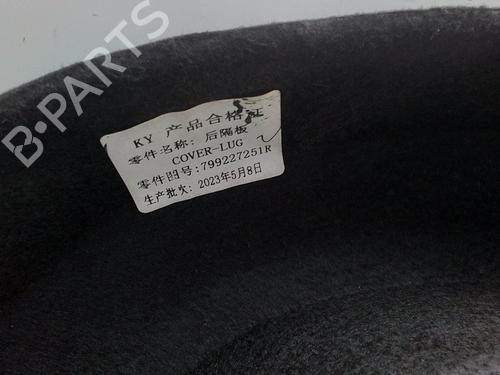 B-PARTS
KY 产品合格证
零件名称: 后隔板
COVER-LUG
零件图号:799227251R
生产批次: 2023年5月8日